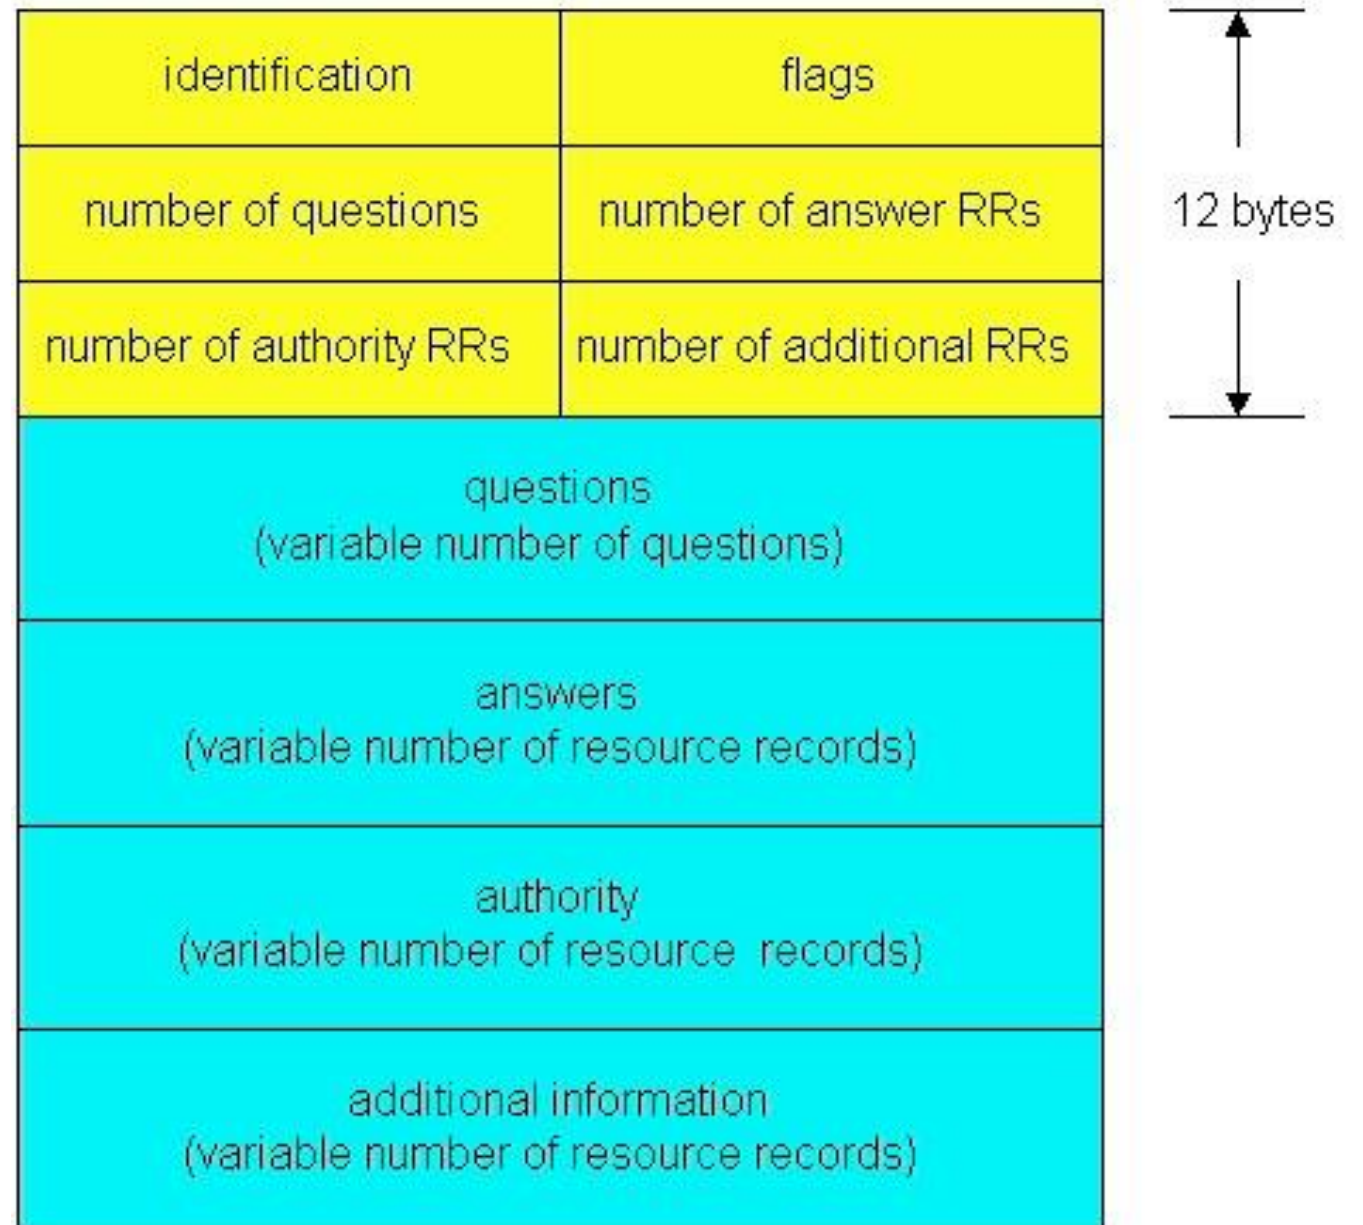 identification
flags
number of questions
number of answer RRs
12 bytes
number of authority RRs
number of additional RRs
questions
(variable number of questions)
answers
(variable number of resource records)
authority
(variable number of resource records)
additional information
(variable number of resource records)